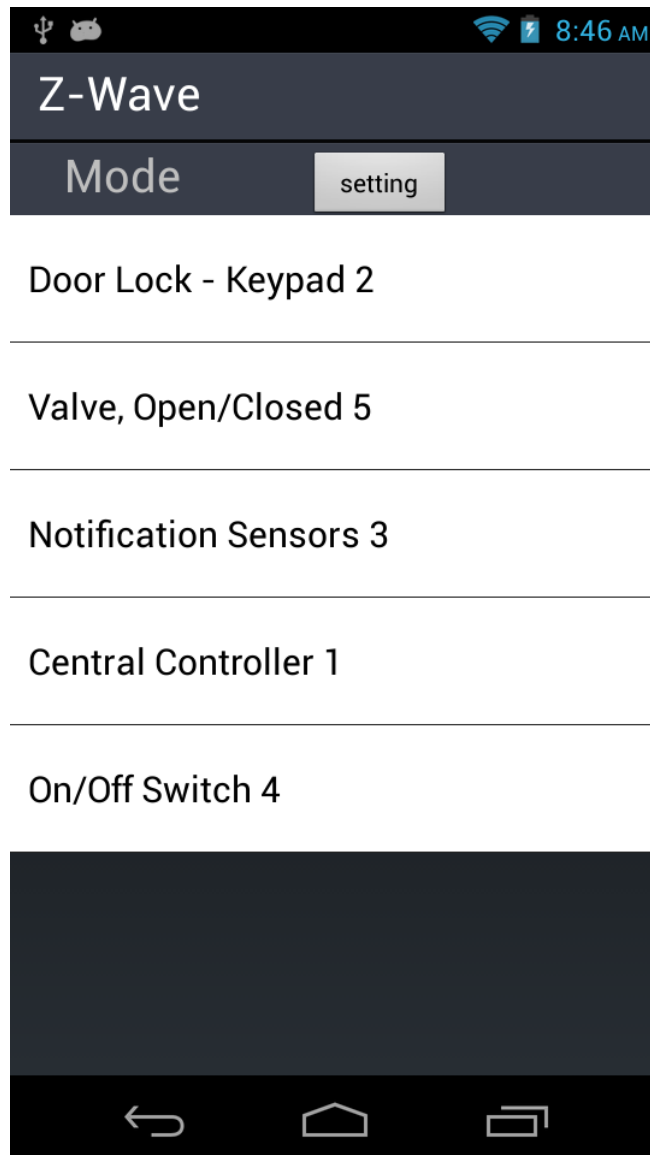 8:46 AM
Z-Wave
Mode setting
Door Lock - Keypad 2
Valve, Open/Closed 5
Notification Sensors 3
Central Controller 1
On/Off Switch 4